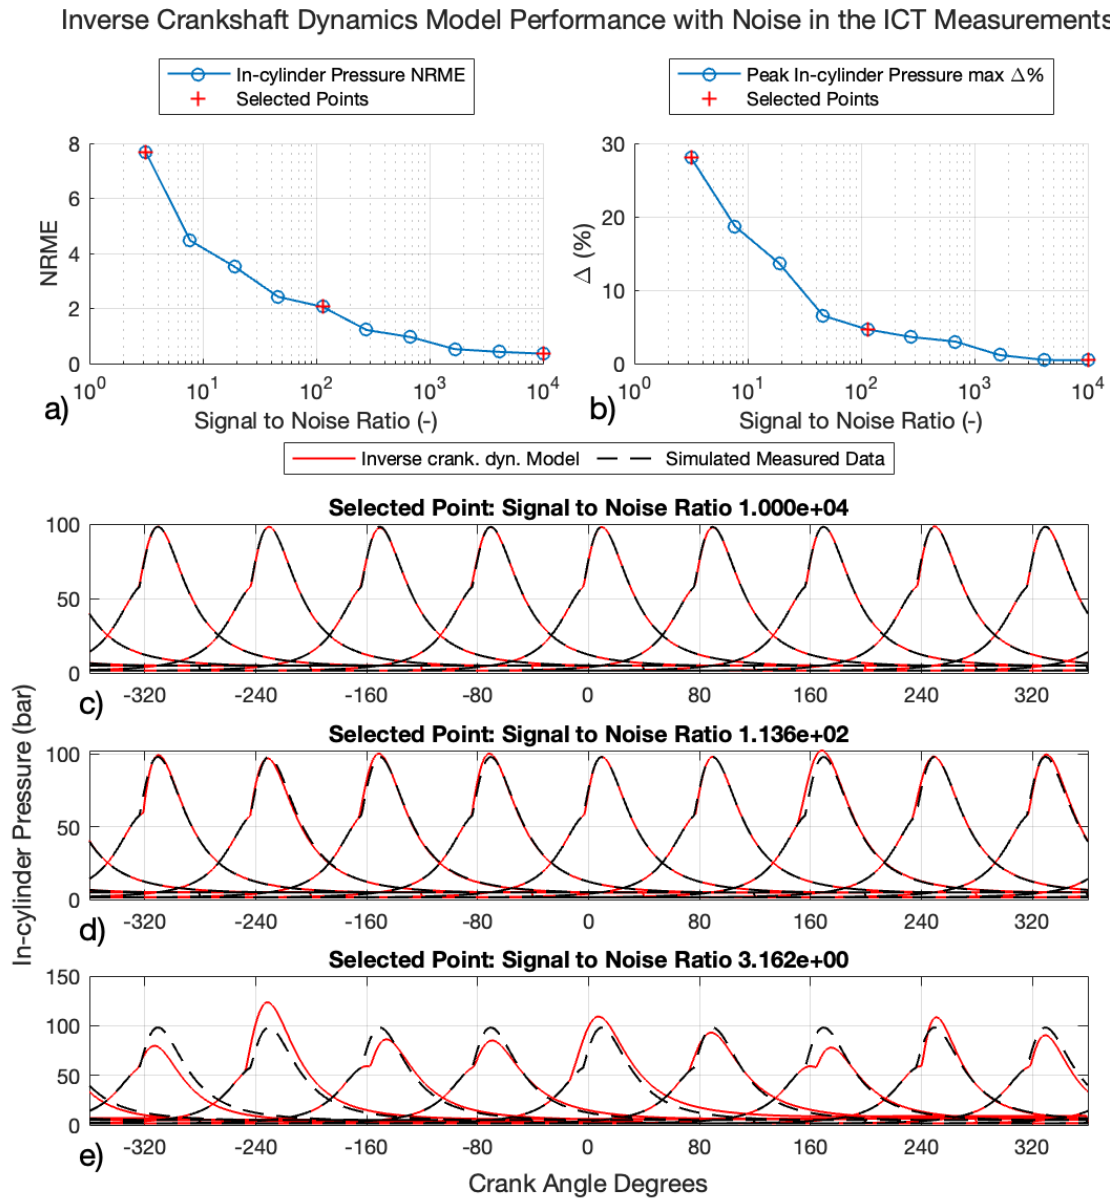 Inverse Crankshaft Dynamics Model Performance with Noise in the ICT Measurements
In-cylinder Pressure NRME
Selected Points
Peak In-cylinder Pressure max Δ%
Selected Points
8
6
4
2
0
NRME
10^0
10^1
10^2
10^3
10^4
a)
Signal to Noise Ratio (-)
30
20
10
0
Δ (%)
10^0
10^1
10^2
10^3
10^4
b)
Signal to Noise Ratio (-)
Inverse crank. dyn. Model
Simulated Measured Data
Selected Point: Signal to Noise Ratio 1.000e+04
100
50
0
-320 -240 -160 -80 0 80 160 240 320
c)
In-cylinder Pressure (bar)
Selected Point: Signal to Noise Ratio 1.136e+02
100
50
0
-320 -240 -160 -80 0 80 160 240 320
d)
Selected Point: Signal to Noise Ratio 3.162e+00
150
100
50
0
-320 -240 -160 -80 0 80 160 240 320
e)
Crank Angle Degrees